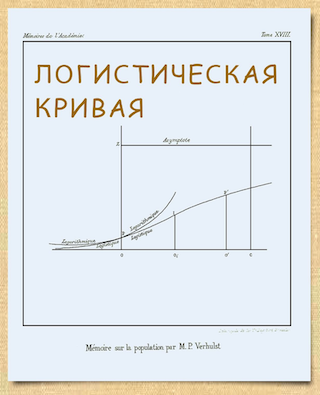 Mémoires de l'Académie.
Tome XVIII.
ЛОГИСТИЧЕСКАЯ
КРИВАЯ
Asymptote
Logarithmique
Logistique
Logarithmique
Logistique
0
Mémoire sur la population par M. P. Verhulst.